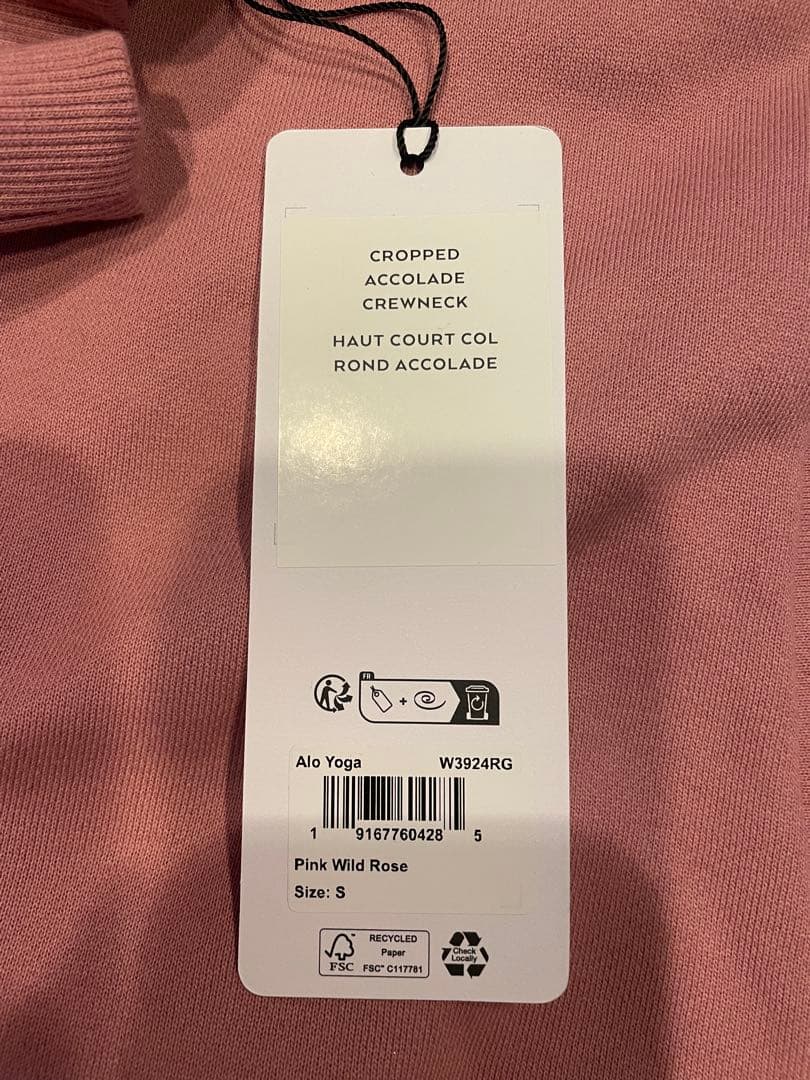 CROPPED
ACCOLADE
CREWNECK
HAUT COURT COL
ROND ACCOLADE
FR
+
Alo Yoga W3924RG
1 9167760428 5
Pink Wild Rose
Size: S
FSC™ RECYCLED
Paper
FSC® C117781
Check
Locally